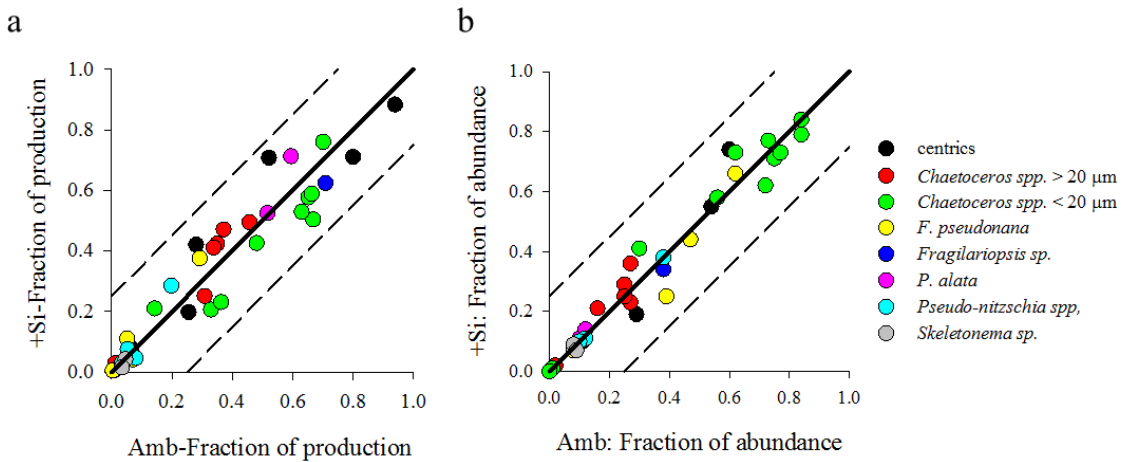 a
b
+Si-Fraction of production
1.0
0.8
0.6
0.4
0.2
0.0
0.0 0.2 0.4 0.6 0.8 1.0
Amb-Fraction of production
+Si: Fraction of abundance
1.0
0.8
0.6
0.4
0.2
0.0
0.0 0.2 0.4 0.6 0.8 1.0
Amb: Fraction of abundance
centrics
Chaetoceros spp. > 20 μm
Chaetoceros spp. < 20 μm
F. pseudonana
Fragilariopsis sp.
P. alata
Pseudo-nitzschia spp,
Skeletonema sp.